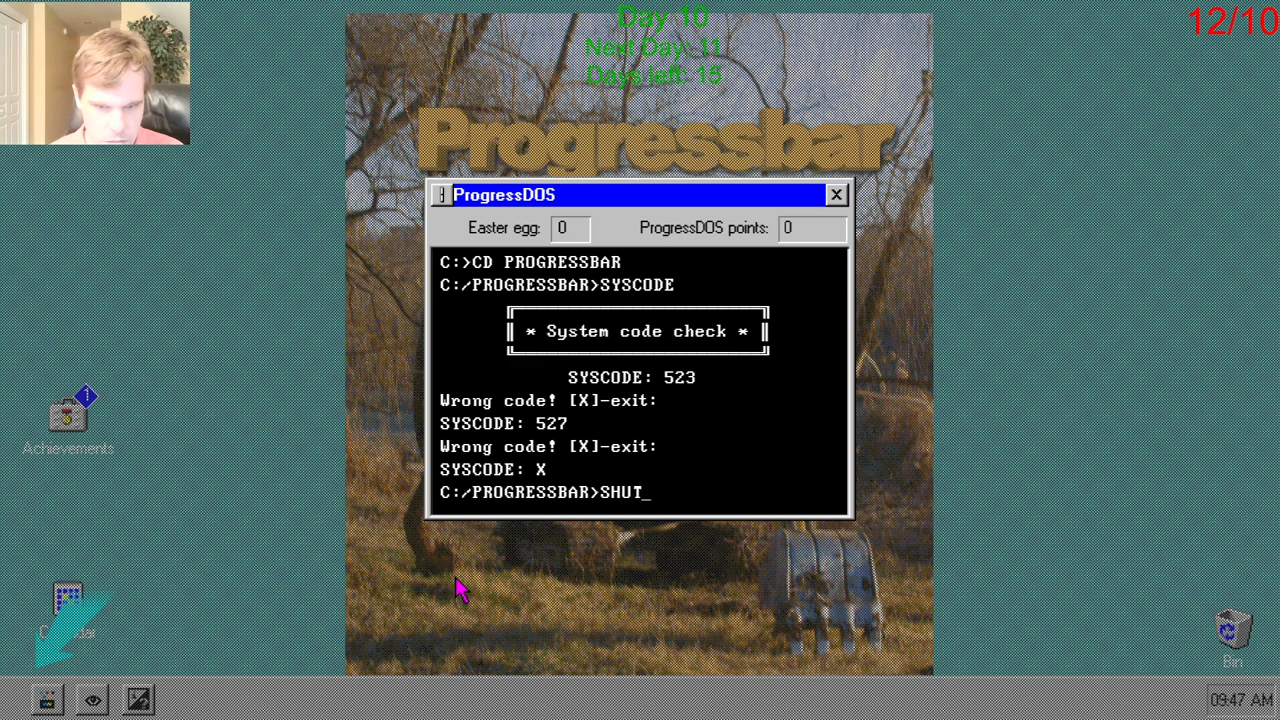 Day 10
Next Day: 11
Days left: 15
12/10
Progressbar
ProgressDOS
Easter egg: 0
ProgressDOS points: 0
C:>CD PROGRESSBAR
C:/PROGRESSBAR>SYSCODE
* System code check *
SYSCODE: 523
Wrong code! [X]-exit:
SYSCODE: 527
Wrong code! [X]-exit:
SYSCODE: X
C:/PROGRESSBAR>SHUT_
1
Achievements
Bin
09:47 AM